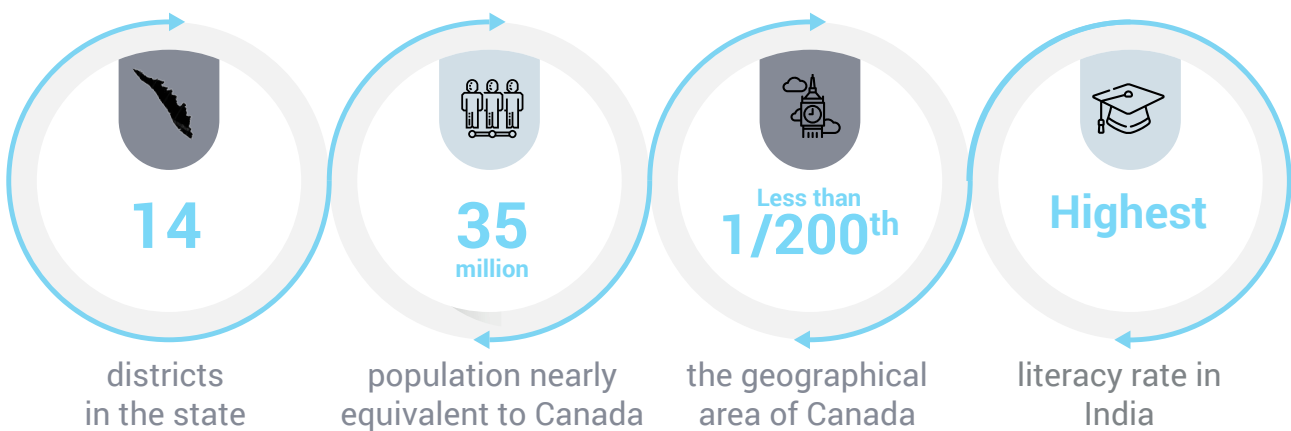 14
districts
in the state
35
million
population nearly
equivalent to Canada
Less than
1/200th
the geographical
area of Canada
Highest
literacy rate in
India